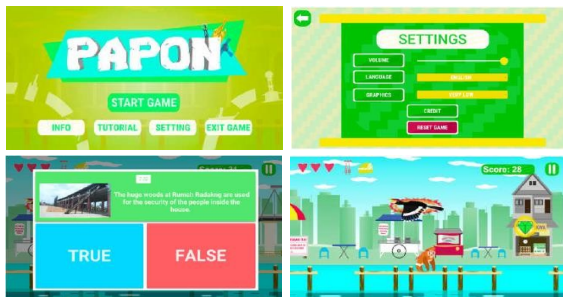 PAPON
START GAME
INFO
TUTORIAL
SETTING
EXIT GAME
SETTINGS
VOLUME
LANGUAGE
ENGLISH
GRAPHICS
VERY LOW
CREDIT
RESET GAME
The huge woods at Rumah Radakng are used
for the security of the people inside the
house.
TRUE
FALSE
Score: 28